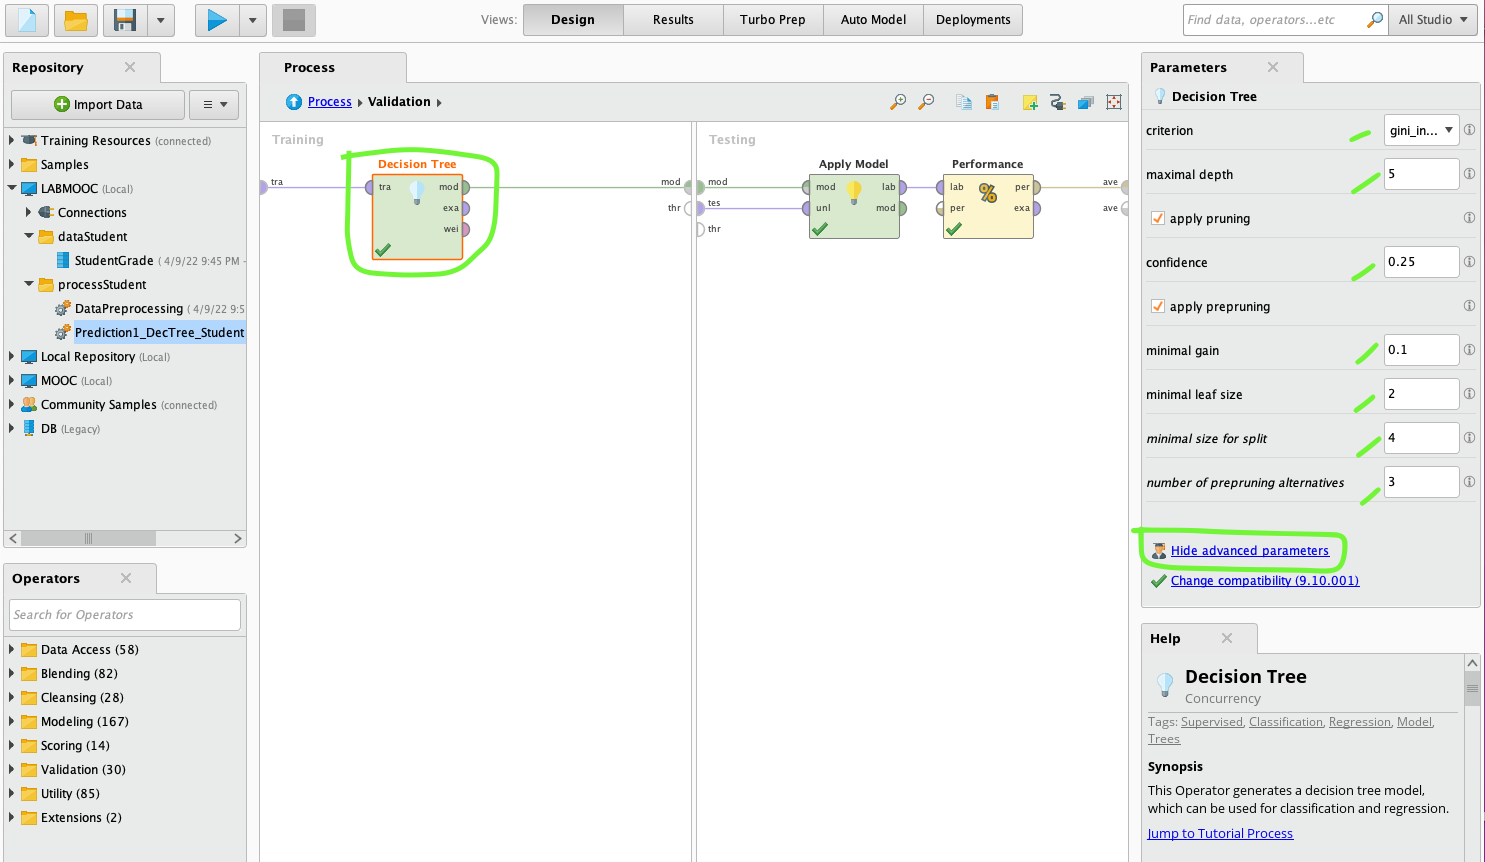 Views: Design Results Turbo Prep Auto Model Deployments Find data, operators...etc All Studio
Repository
Import Data
Training Resources (connected)
Samples
LABMOOC (Local)
Connections
dataStudent
StudentGrade ( 4/9/22 9:45 PM -
processStudent
DataPreprocessing ( 4/9/22 9:5
Prediction1_DecTree_Student
Local Repository (Local)
MOOC (Local)
Community Samples (connected)
DB (Legacy)
Operators
Search for Operators
Data Access (58)
Blending (82)
Cleansing (28)
Modeling (167)
Scoring (14)
Validation (30)
Utility (85)
Extensions (2)
Process
Process Validation
Training
tra
Decision Tree
tra mod
exa
wei
mod
thr
Testing
mod
tes
thr
Apply Model
mod lab
unl mod
Performance
lab % per
per exa
ave
ave
Parameters
Decision Tree
criterion gini_in...
maximal depth 5
apply pruning
confidence 0.25
apply prepruning
minimal gain 0.1
minimal leaf size 2
minimal size for split 4
number of prepruning alternatives 3
Hide advanced parameters
Change compatibility (9.10.001)
Help
Decision Tree
Concurrency
Tags: Supervised, Classification, Regression, Model,
Trees
Synopsis
This Operator generates a decision tree model,
which can be used for classification and regression.
Jump to Tutorial Process